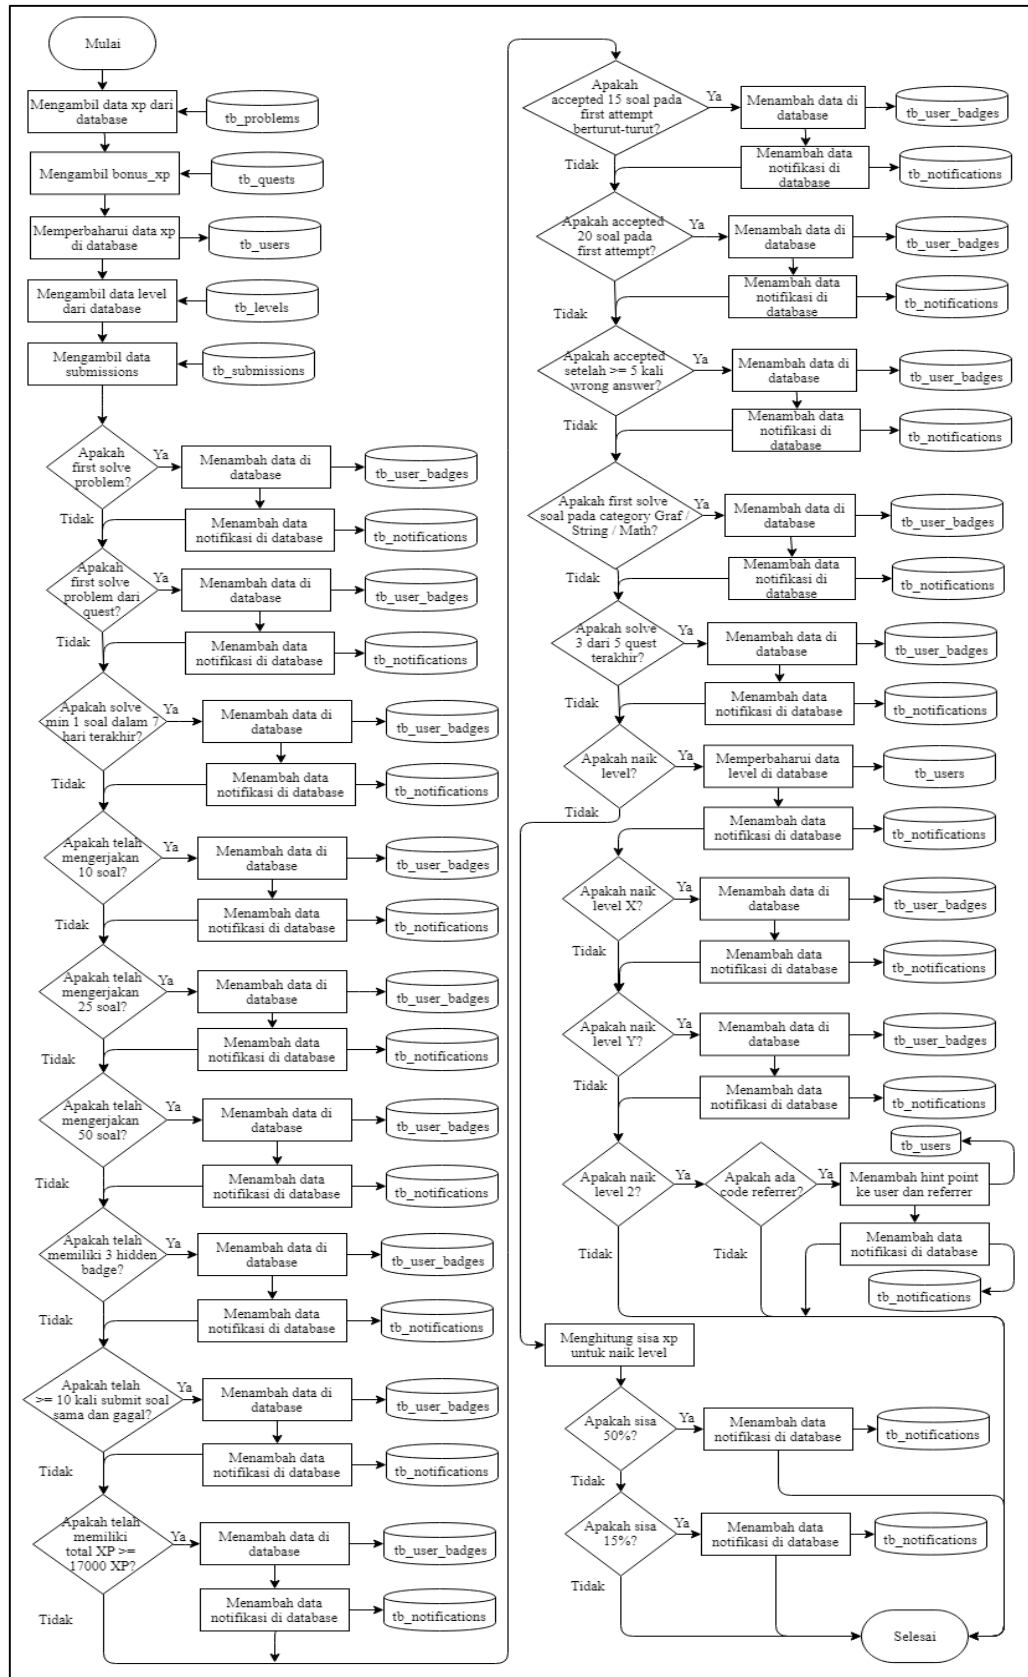 Mulai
Mengambil data xp dari
database
tb_problems
Mengambil bonus_xp
tb_quests
Memperbaharui data xp
di database
tb_users
Mengambil data level
dari database
tb_levels
Mengambil data
submissions
tb_submissions
Apakah
first solve
problem?
Ya
Menambah data di
database
tb_user_badges
Tidak
Menambah data
notifikasi di database
tb_notifications
Apakah
first solve
problem dari
quest?
Ya
Menambah data di
database
tb_user_badges
Tidak
Menambah data
notifikasi di database
tb_notifications
Apakah solve
min 1 soal dalam 7
hari terakhir?
Ya
Menambah data di
database
tb_user_badges
Tidak
Menambah data
notifikasi di database
tb_notifications
Apakah telah
mengerjakan
10 soal?
Ya
Menambah data di
database
tb_user_badges
Tidak
Menambah data
notifikasi di database
tb_notifications
Apakah telah
mengerjakan
25 soal?
Ya
Menambah data di
database
tb_user_badges
Tidak
Menambah data
notifikasi di database
tb_notifications
Apakah telah
mengerjakan
50 soal?
Ya
Menambah data di
database
tb_user_badges
Tidak
Menambah data
notifikasi di database
tb_notifications
Apakah telah
memiliki 3 hidden
badge?
Ya
Menambah data di
database
tb_user_badges
Tidak
Menambah data
notifikasi di database
tb_notifications
Apakah telah
>= 10 kali submit soal
sama dan gagal?
Ya
Menambah data di
database
tb_user_badges
Tidak
Menambah data
notifikasi di database
tb_notifications
Apakah telah
memiliki
total XP >=
17000 XP?
Ya
Menambah data di
database
tb_user_badges
Tidak
Menambah data
notifikasi di database
tb_notifications
Apakah
accepted 15 soal pada
first attempt
berturut-turut?
Ya
Menambah data di
database
tb_user_badges
Tidak
Menambah data
notifikasi di
database
tb_notifications
Apakah accepted
20 soal pada
first attempt?
Ya
Menambah data di
database
tb_user_badges
Tidak
Menambah data
notifikasi di
database
tb_notifications
Apakah accepted
setelah >= 5 kali
wrong answer?
Ya
Menambah data di
database
tb_user_badges
Tidak
Menambah data
notifikasi di
database
tb_notifications
Apakah first solve
soal pada category Graf /
String / Math?
Ya
Menambah data di
database
tb_user_badges
Tidak
Menambah data
notifikasi di
database
tb_notifications
Apakah solve
3 dari 5 quest
terakhir?
Ya
Menambah data di
database
tb_user_badges
Tidak
Menambah data
notifikasi di database
tb_notifications
Apakah naik
level?
Ya
Memperbaharui data
level di database
tb_users
Tidak
Menambah data
notifikasi di database
tb_notifications
Apakah naik
level X?
Ya
Menambah data di
database
tb_user_badges
Tidak
Menambah data
notifikasi di database
tb_notifications
Apakah naik
level Y?
Ya
Menambah data di
database
tb_user_badges
Tidak
Menambah data
notifikasi di database
tb_notifications
tb_users
Apakah naik
level 2?
Ya
Apakah ada
code referrer?
Ya
Menambah hint point
ke user dan referrer
Menambah data
notifikasi di database
Tidak
Tidak
tb_notifications
Menghitung sisa xp
untuk naik level
Apakah sisa
50%?
Ya
Menambah data
notifikasi di database
tb_notifications
Tidak
Apakah sisa
15%?
Ya
Menambah data
notifikasi di database
tb_notifications
Tidak
Selesai